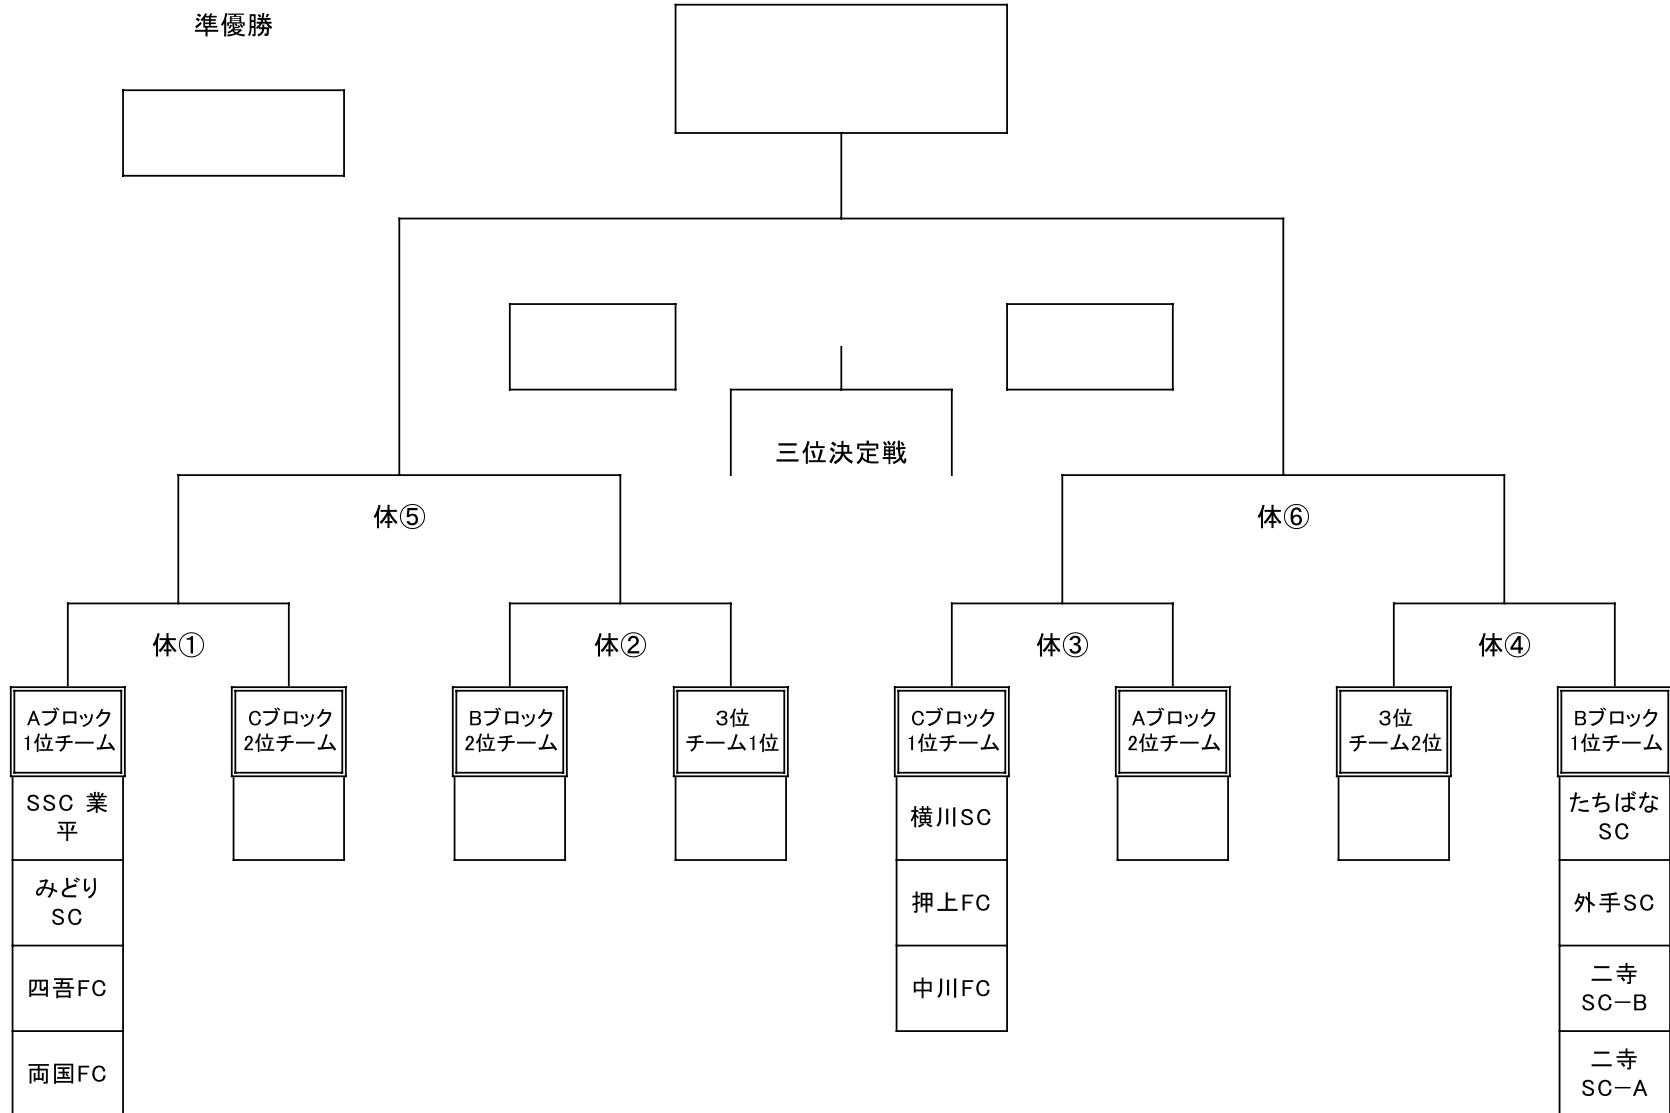 準優勝
三位決定戦
体⑤
体⑥
体①
体②
体③
体④
Aブロック
1位チーム
Cブロック
2位チーム
Bブロック
2位チーム
3位
チーム1位
Cブロック
1位チーム
Aブロック
2位チーム
3位
チーム2位
Bブロック
1位チーム
SSC 業
平
横川SC
たちばな
SC
みどり
SC
押上FC
外手SC
四吾FC
中川FC
二寺
SC−B
両国FC
二寺
SC−A